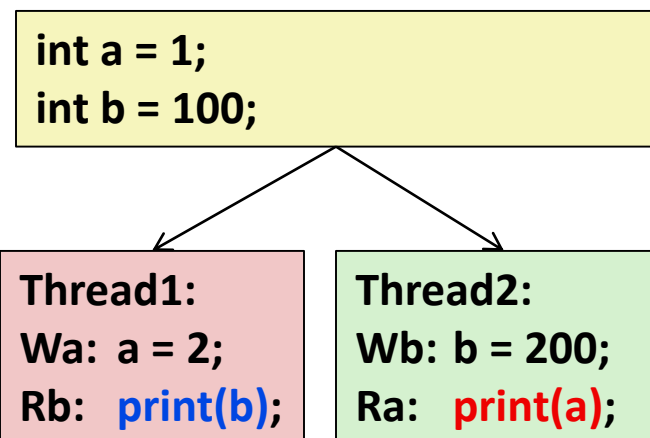 int a = 1;
int b = 100;
Thread1:
Wa: a = 2;
Rb: print(b);
Thread2:
Wb: b = 200;
Ra: print(a);